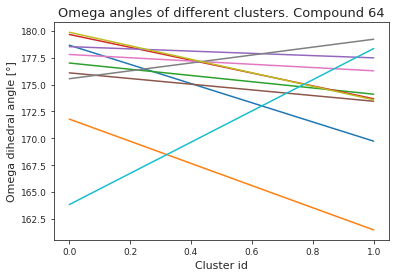 Omega angles of different clusters. Compound 64
Omega dihedral angle [°]
180.0
177.5
175.0
172.5
170.0
167.5
165.0
162.5
0.0 0.2 0.4 0.6 0.8 1.0
Cluster id